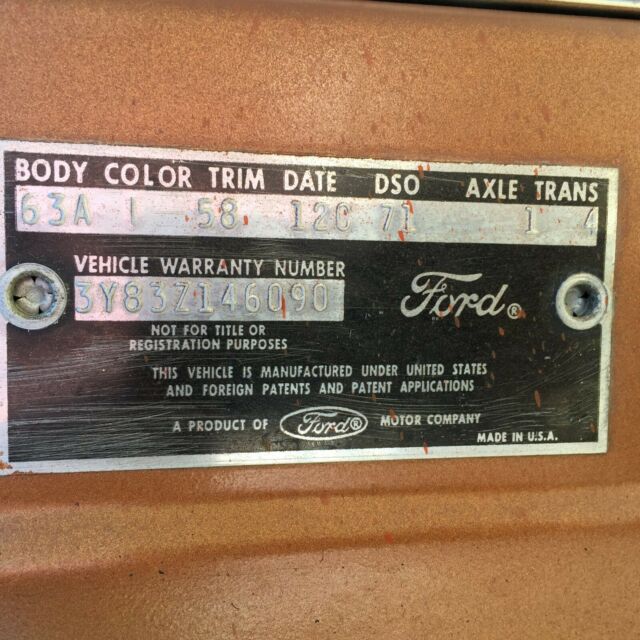 BODY COLOR TRIM DATE DSO AXLE TRANS
63A I 58 12C 71 1 4
VEHICLE WARRANTY NUMBER
3Y83Z146090
Ford®
NOT FOR TITLE OR
REGISTRATION PURPOSES
THIS VEHICLE IS MANUFACTURED UNDER UNITED STATES
AND FOREIGN PATENTS AND PATENT APPLICATIONS
A PRODUCT OF Ford® MOTOR COMPANY
MADE IN U.S.A.